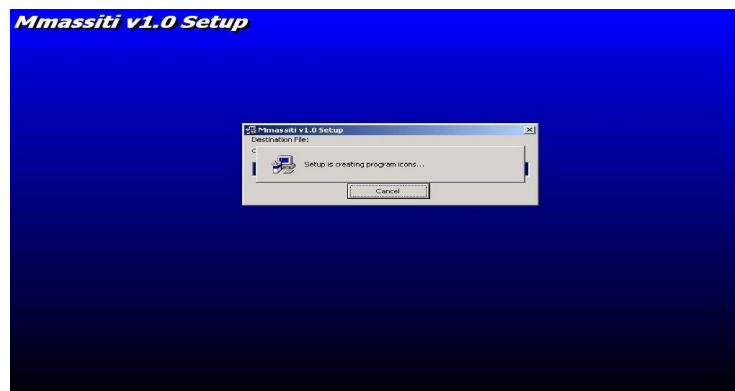 Mmassiti v1.0 Setup
Mmassiti v1.0 Setup
Destination File:
Setup is creating program icons...
Cancel